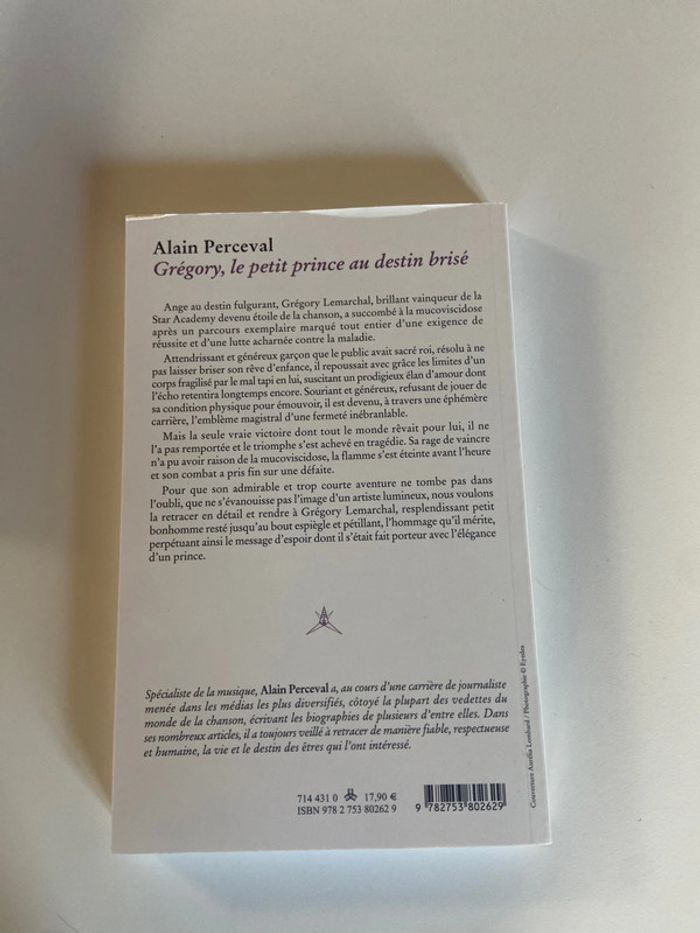 Alain Perceval
Grégory, le petit prince au destin brisé
Ange au destin fulgurant, Grégory Lemarchal, brillant vainqueur de la
Star Academy devenu étoile de la chanson, a succombé à la mucoviscidose
après un parcours exemplaire marqué tout entier d'une exigence de
réussite et d'une lutte acharnée contre la maladie.
Attendrissant et généreux garçon que le public avait sacré roi, résolu à ne
pas laisser briser son rêve d'enfance, il repoussait avec grâce les limites d'un
corps fragilisé par le mal tapi en lui, suscitant un prodigieux élan d'amour dont
l'écho retentira longtemps encore. Souriant et généreux, refusant de jouer de
sa condition physique pour émouvoir, il est devenu, à travers une éphémère
carrière, l'emblème magistral d'une fermeté inébranlable.
Mais la seule vraie victoire dont tout le monde rêvait pour lui, il ne
l'a pas remportée et le triomphe s'est achevé en tragédie. Sa rage de vaincre
n'a pu avoir raison de la mucoviscidose, la flamme s'est éteinte avant l'heure
et son combat a pris fin sur une défaite.
Pour que son admirable et trop courte aventure ne tombe pas dans
l'oubli, que ne s'évanouisse pas l'image d'un artiste lumineux, nous voulons
la retracer en détail et rendre à Grégory Lemarchal, resplendissant petit
bonhomme resté jusqu'au bout espiègle et pétillant, l'hommage qu'il mérite,
perpétuant ainsi le message d'espoir dont il s'était fait porteur avec l'élégance
d'un prince.
Spécialiste de la musique, Alain Perceval a, au cours d'une carrière de journaliste
menée dans les médias les plus diversifiés, côtoyé la plupart des vedettes du
monde de la chanson, écrivant les biographies de plusieurs d'entre elles. Dans
ses nombreux articles, il a toujours veillé à retracer de manière fiable, respectueuse
et humaine, la vie et le destin des êtres qui l'ont intéressé.
714 431 0 17,90 €
ISBN 978 2 753 80262 9
9 782753 802629
Couverture Aurélia Lombard / Photographie © Eyedea